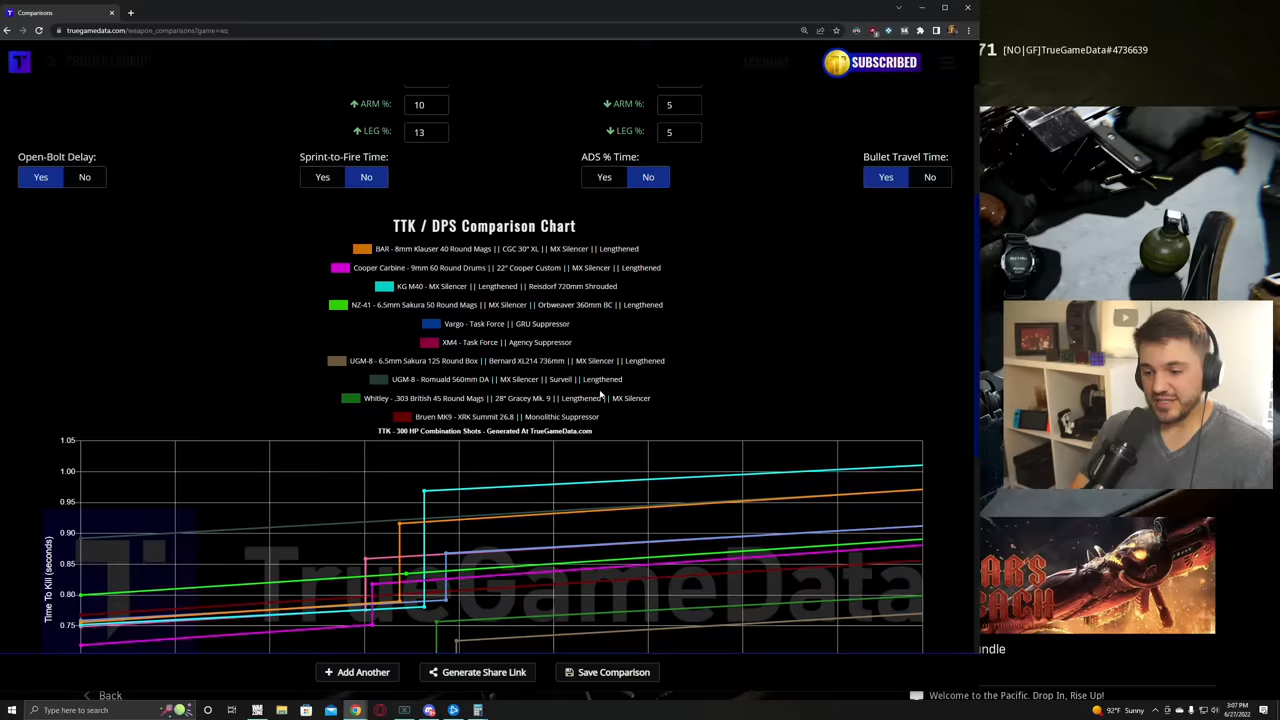 Comparisons
truegamedata.com/weapon_comparisons?game=wz
71 [NO|GF]TrueGameData#4736639
SUBSCRIBED
ARM %: 10
ARM %: 5
LEG %: 13
LEG %: 5
Open-Bolt Delay:
Sprint-to-Fire Time:
ADS % Time:
Bullet Travel Time:
Yes No
Yes No
Yes No
Yes No
TTK / DPS Comparison Chart
BAR - 8mm Klauser 40 Round Mags || CGC 30" XL || MX Silencer || Lengthened
Cooper Carbine - 9mm 60 Round Drums || 22" Cooper Custom || MX Silencer || Lengthened
KG M40 - MX Silencer || Lengthened || Reisdorf 720mm Shrouded
NZ-41 - 6.5mm Sakura 50 Round Mags || MX Silencer || Orbweaver 360mm BC || Lengthened
Vargo - Task Force || GRU Suppressor
XM4 - Task Force || Agency Suppressor
UGM-8 - 6.5mm Sakura 125 Round Box || Bernard XL214 736mm || MX Silencer || Lengthened
UGM-8 - Romuald 560mm DA || MX Silencer || Surveil || Lengthened
Whitley - .303 British 45 Round Mags || 28" Gracey Mk. 9 || Lengthened || MX Silencer
Bruen MK9 - XRK Summit 26.8 || Monolithic Suppressor
TTK - 300 HP Combination Shots - Generated At TrueGameData.com
1.05
1.00
0.95
0.90
0.85
0.80
0.75
Time To Kill (seconds)
TrueGameData
Add Another
Generate Share Link
Save Comparison
Back
Welcome to the Pacific. Drop In, Rise Up!
Type here to search
92°F Sunny
3:07 PM
6/27/2022